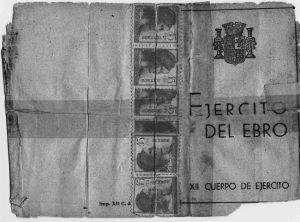 EJERCITO
DEL EBRO
XII CUERPO DE EJERCITO
Imp. XII C. d